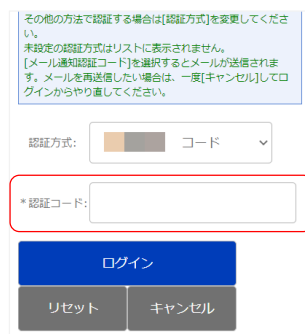 その他の方法で認証する場合は[認証方式]を変更してくださ
い。
未設定の認証方式はリストに表示されません。
[メール通知認証コード]を選択するとメールが送信されま
す。メールを再送信したい場合は、一度[キャンセル]してロ
グインからやり直してください。
認証方式: コード
*認証コード:
ログイン
リセット キャンセル